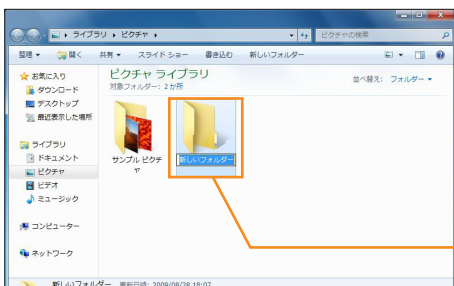 ライブラリ ▸ ピクチャ ▸
ピクチャの検索
整理 ▾ 開く 共有 ▾ スライド ショー 書き込む 新しいフォルダー
お気に入り
ダウンロード
デスクトップ
最近表示した場所
ライブラリ
ドキュメント
ピクチャ
ビデオ
ミュージック
コンピューター
ネットワーク
ピクチャ ライブラリ
対象フォルダー: 2 か所
並べ替え: フォルダー ▾
サンプル ピクチャ
新しいフォルダー
新しいフォルダー 更新日時: 2009/08/28 18:07